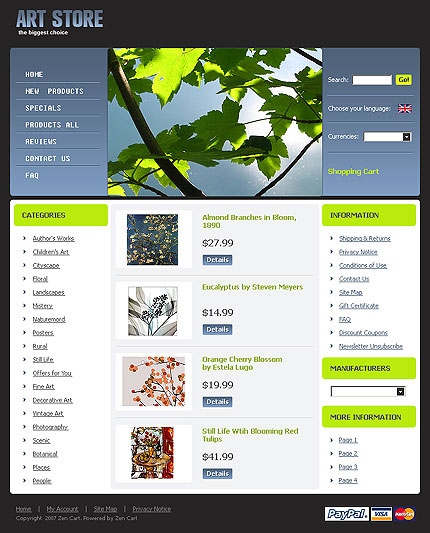 ART STORE
the biggest choice
HOME
NEW PRODUCTS
SPECIALS
PRODUCTS ALL
REVIEWS
CONTACT US
FAQ
Search:
Go!
Choose your language:
Currencies:
Shopping Cart
CATEGORIES
Author's Works
Children's Art
Cityscape
Floral
Landscapes
Mistery
Naturemord
Posters
Rural
Still Life
Offers for You
Fine Art
Decorative Art
Vintage Art
Photography
Scenic
Botanical
Places
People
Almond Branches in Bloom,
1890
$27.99
Details
Eucalyptus by Steven Meyers
$14.99
Details
Orange Cherry Blossom
by Estela Lugo
$19.99
Details
Still Life Wtih Blooming Red
Tulips
$41.99
Details
INFORMATION
Shipping & Returns
Privacy Notice
Conditions of Use
Contact Us
Site Map
Gift Certificate
FAQ
Discount Coupons
Newsletter Unsubscribe
MANUFACTURERS
MORE INFORMATION
Page 1
Page 2
Page 3
Page 4
Home | My Account | Site Map | Privacy Notice
Copyright 2007 Zen Cart. Powered by Zen Cart
PayPal VISA MasterCard